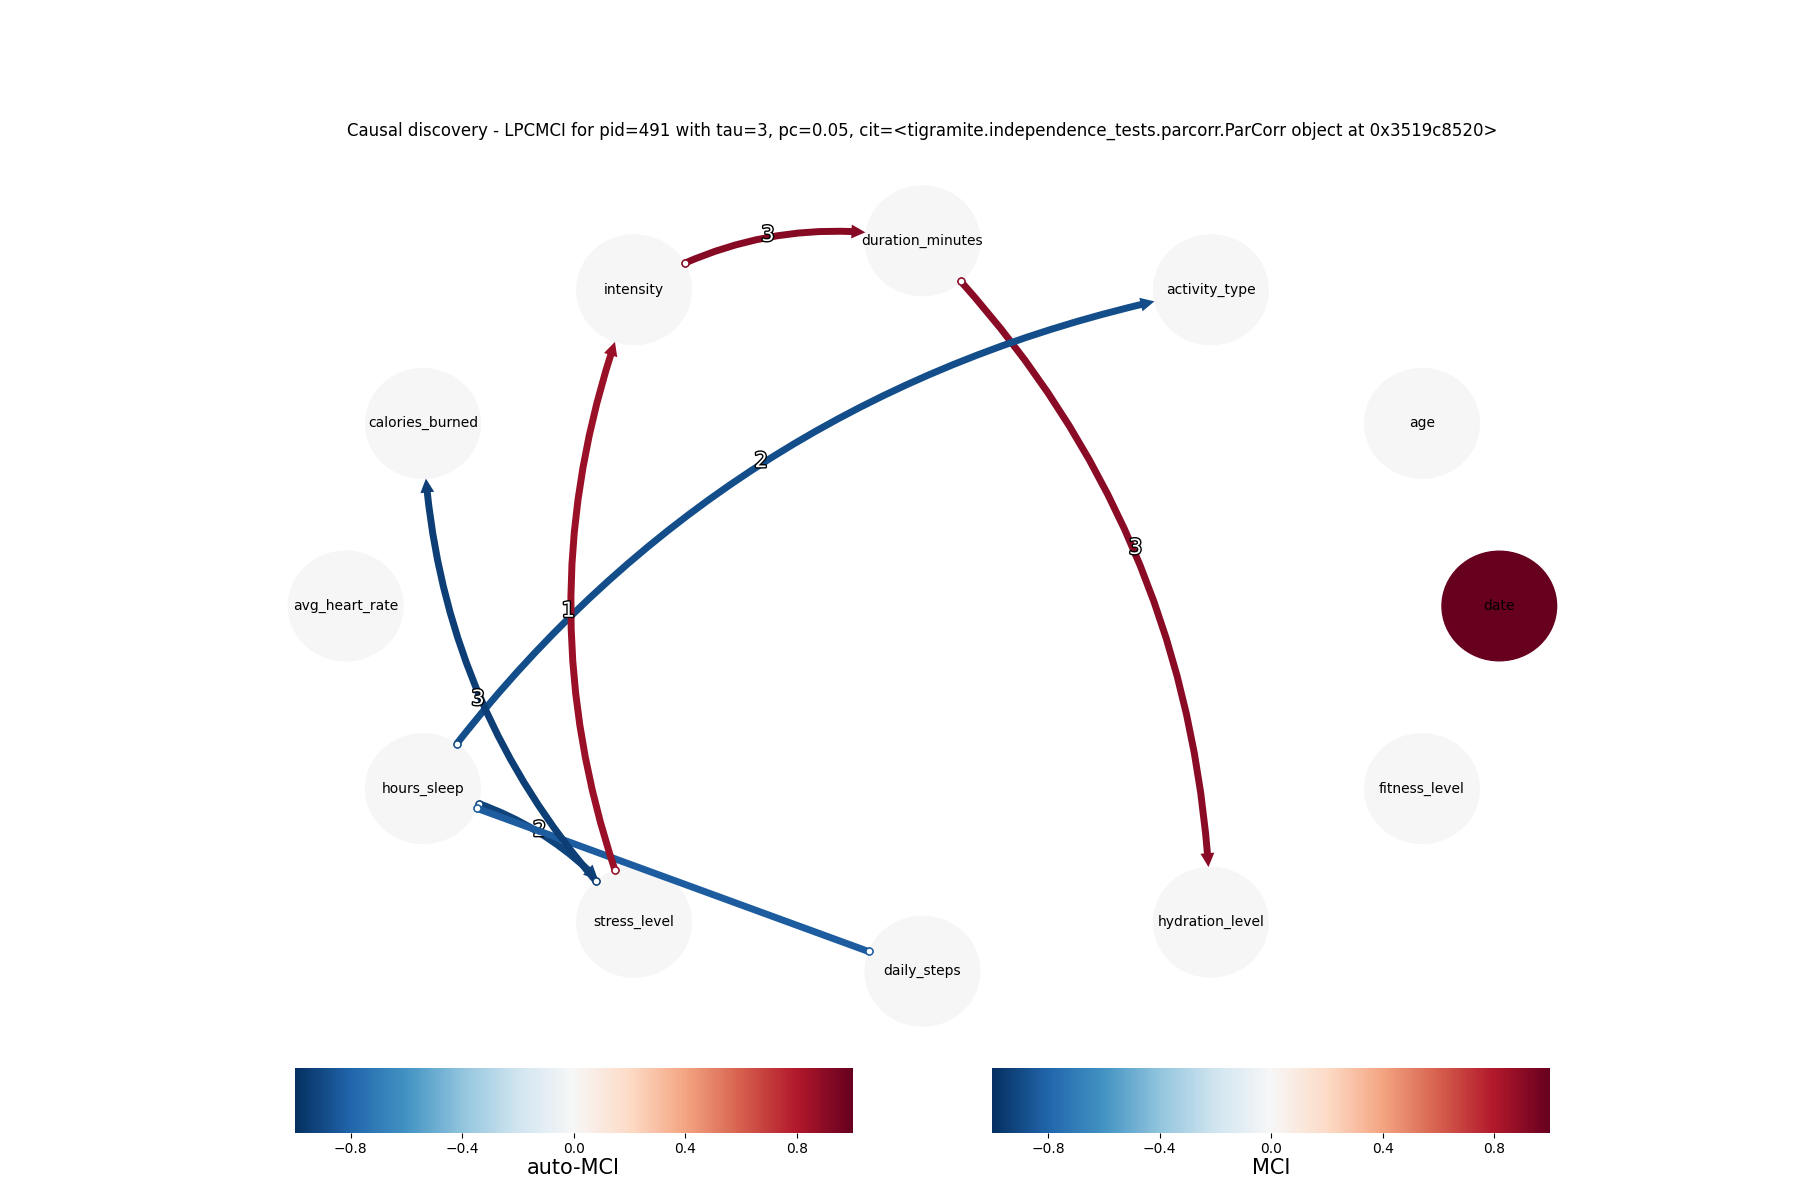 Causal discovery - LPCMCI for pid=491 with tau=3, pc=0.05, cit=<tigramite.independence_tests.parcorr.ParCorr object at 0x3519c8520>
duration_minutes
3
intensity
activity_type
calories_burned
age
2
3
avg_heart_rate
1
date
3
hours_sleep
fitness_level
2
stress_level
hydration_level
daily_steps
−0.8 −0.4 0.0 0.4 0.8
auto-MCI
−0.8 −0.4 0.0 0.4 0.8
MCI